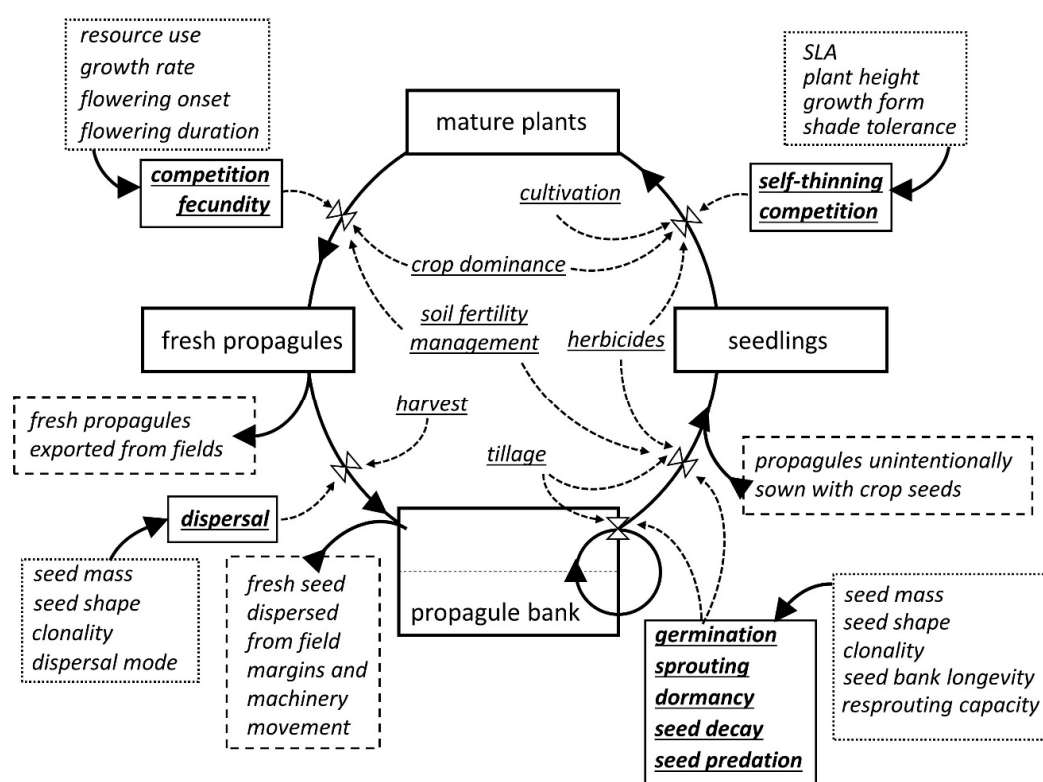 resource use
growth rate
flowering onset
flowering duration
SLA
plant height
growth form
shade tolerance
mature plants
competition
fecundity
cultivation
self-thinning
competition
crop dominance
fresh propagules
soil fertility
management
herbicides
seedlings
fresh propagules
exported from fields
harvest
tillage
propagules unintentionally
sown with crop seeds
dispersal
seed mass
seed shape
clonality
dispersal mode
fresh seed
dispersed
from field
margins and
machinery
movement
propagule bank
germination
sprouting
dormancy
seed decay
seed predation
seed mass
seed shape
clonality
seed bank longevity
resprouting capacity